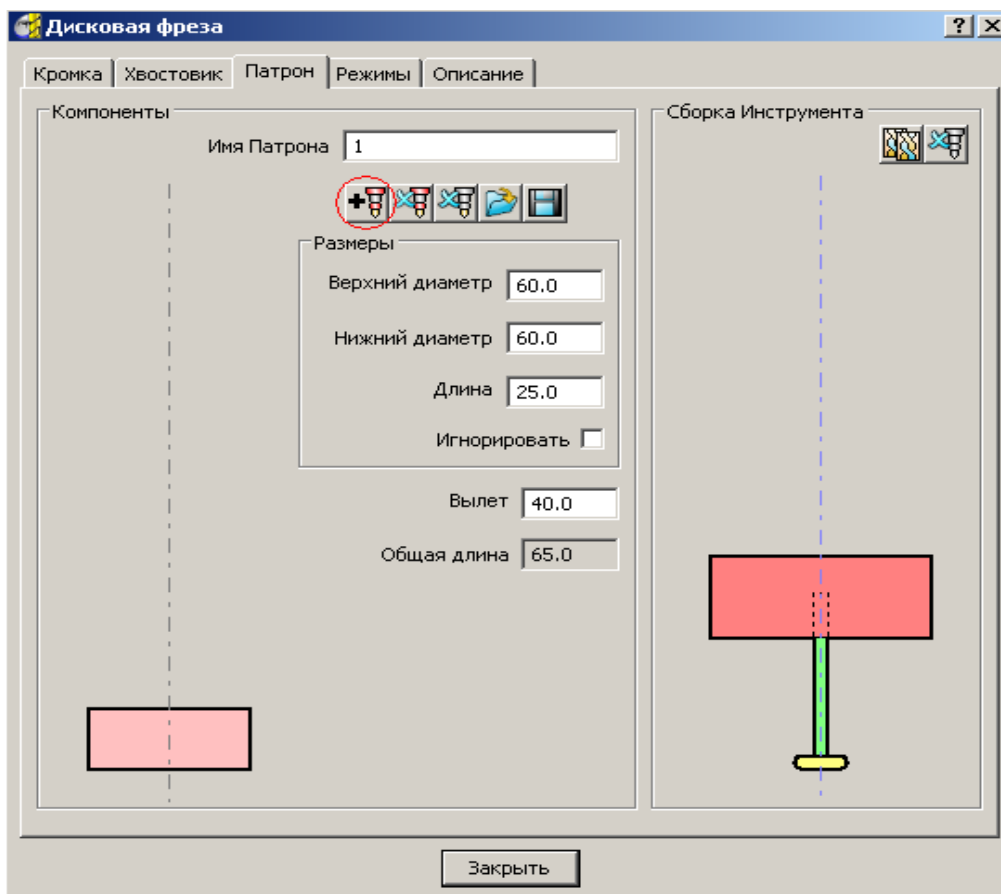 Дисковая фреза
Кромка Хвостовик Патрон Режимы Описание
Компоненты
Имя Патрона 1
Размеры
Верхний диаметр 60.0
Нижний диаметр 60.0
Длина 25.0
Игнорировать
Вылет 40.0
Общая длина 65.0
Сборка Инструмента
Закрыть